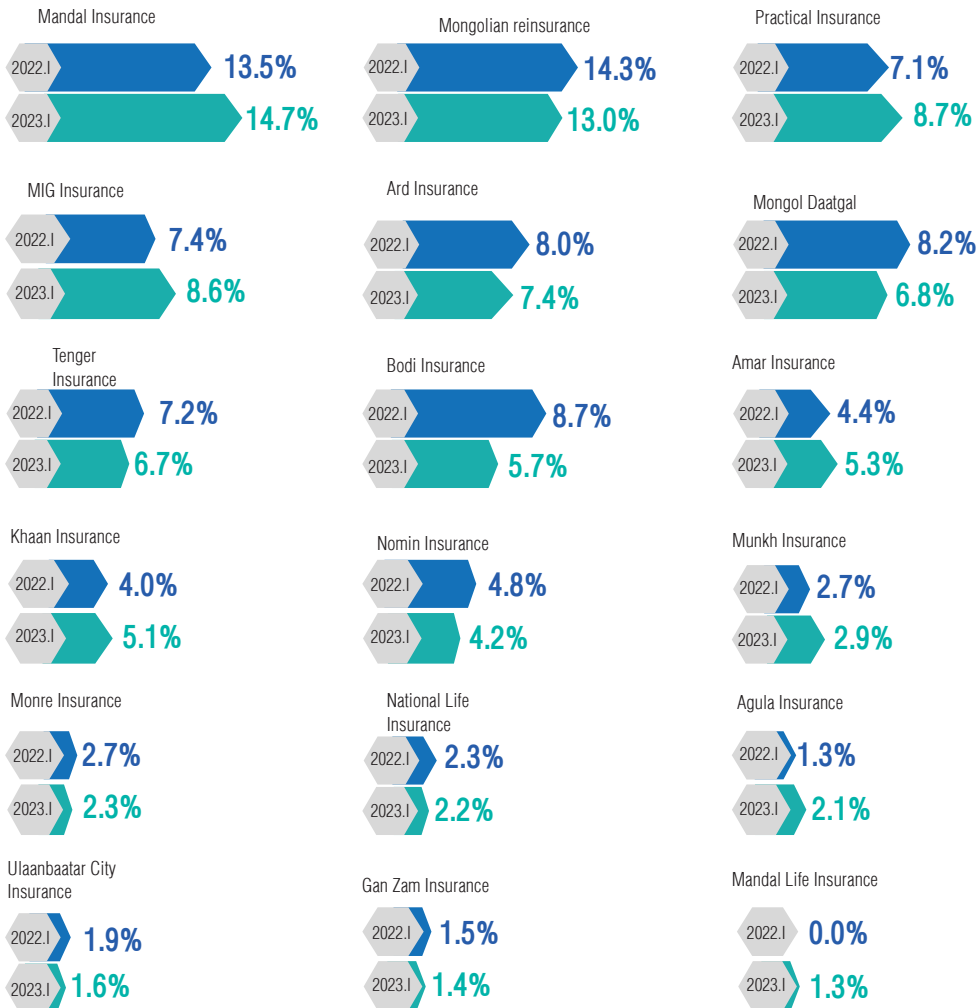 Mandal Insurance
2022.I 13.5%
2023.I 14.7%
Mongolian reinsurance
2022.I 14.3%
2023.I 13.0%
Practical Insurance
2022.I 7.1%
2023.I 8.7%
MIG Insurance
2022.I 7.4%
2023.I 8.6%
Ard Insurance
2022.I 8.0%
2023.I 7.4%
Mongol Daatgal
2022.I 8.2%
2023.I 6.8%
Tenger
Insurance
2022.I 7.2%
2023.I 6.7%
Bodi Insurance
2022.I 8.7%
2023.I 5.7%
Amar Insurance
2022.I 4.4%
2023.I 5.3%
Khaan Insurance
2022.I 4.0%
2023.I 5.1%
Nomin Insurance
2022.I 4.8%
2023.I 4.2%
Munkh Insurance
2022.I 2.7%
2023.I 2.9%
Monre Insurance
2022.I 2.7%
2023.I 2.3%
National Life
Insurance
2022.I 2.3%
2023.I 2.2%
Agula Insurance
2022.I 1.3%
2023.I 2.1%
Ulaanbaatar City
Insurance
2022.I 1.9%
2023.I 1.6%
Gan Zam Insurance
2022.I 1.5%
2023.I 1.4%
Mandal Life Insurance
2022.I 0.0%
2023.I 1.3%